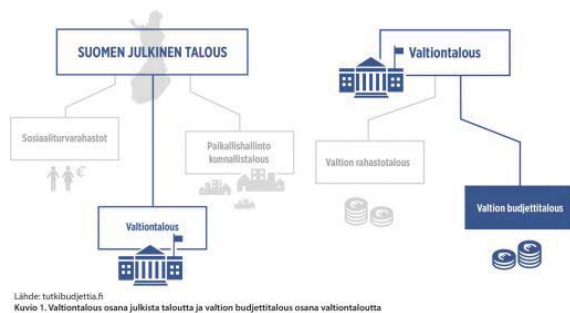 SUOMEN JULKINEN TALOUS
Sosiaaliturvarahastot
Paikallishallinto
kunnallistalous
€
Valtiontalous
Valtiontalous
Valtion rahastotalous
Valtion budjettitalous
Lähde: tutkibudjettia.fi
Kuvio 1. Valtiontalous osana julkista taloutta ja valtion budjettitalous osana valtiontaloutta